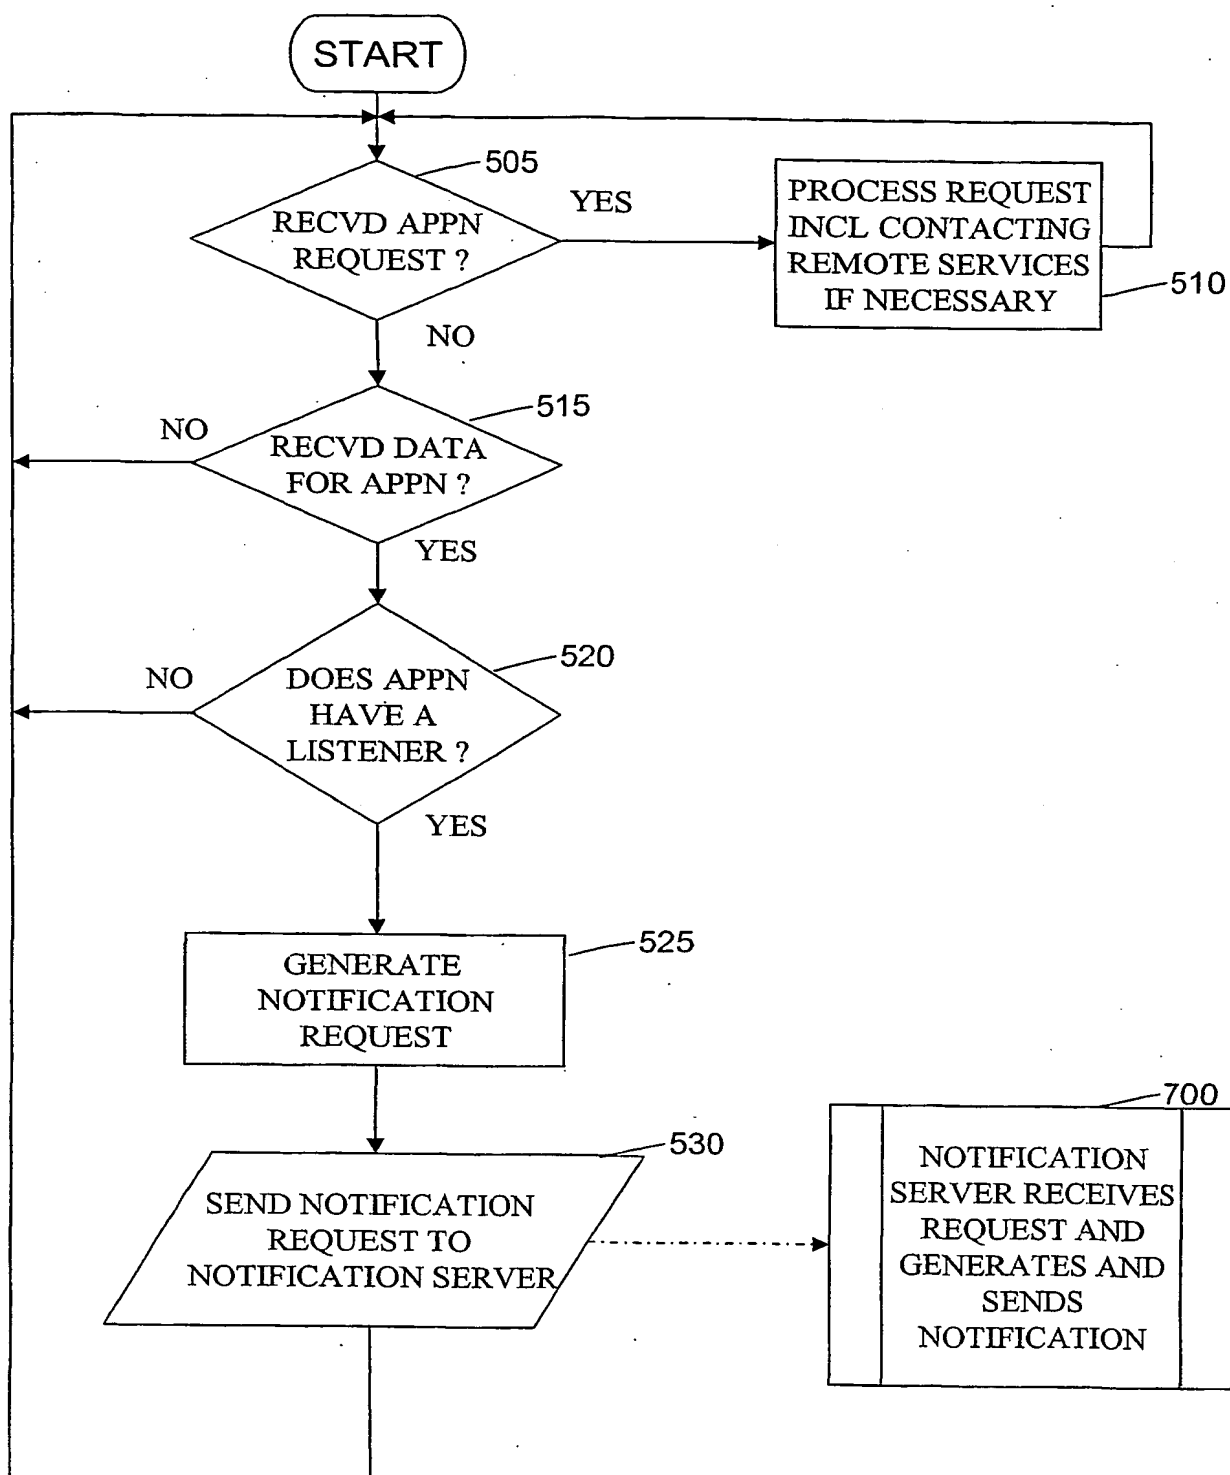 START
505
RECVD APPN
REQUEST ?
YES
PROCESS REQUEST
INCL CONTACTING
REMOTE SERVICES
IF NECESSARY
510
NO
515
RECVD DATA
FOR APPN ?
NO
YES
520
DOES APPN
HAVE A
LISTENER ?
NO
YES
525
GENERATE
NOTIFICATION
REQUEST
530
SEND NOTIFICATION
REQUEST TO
NOTIFICATION SERVER
700
NOTIFICATION
SERVER RECEIVES
REQUEST AND
GENERATES AND
SENDS
NOTIFICATION